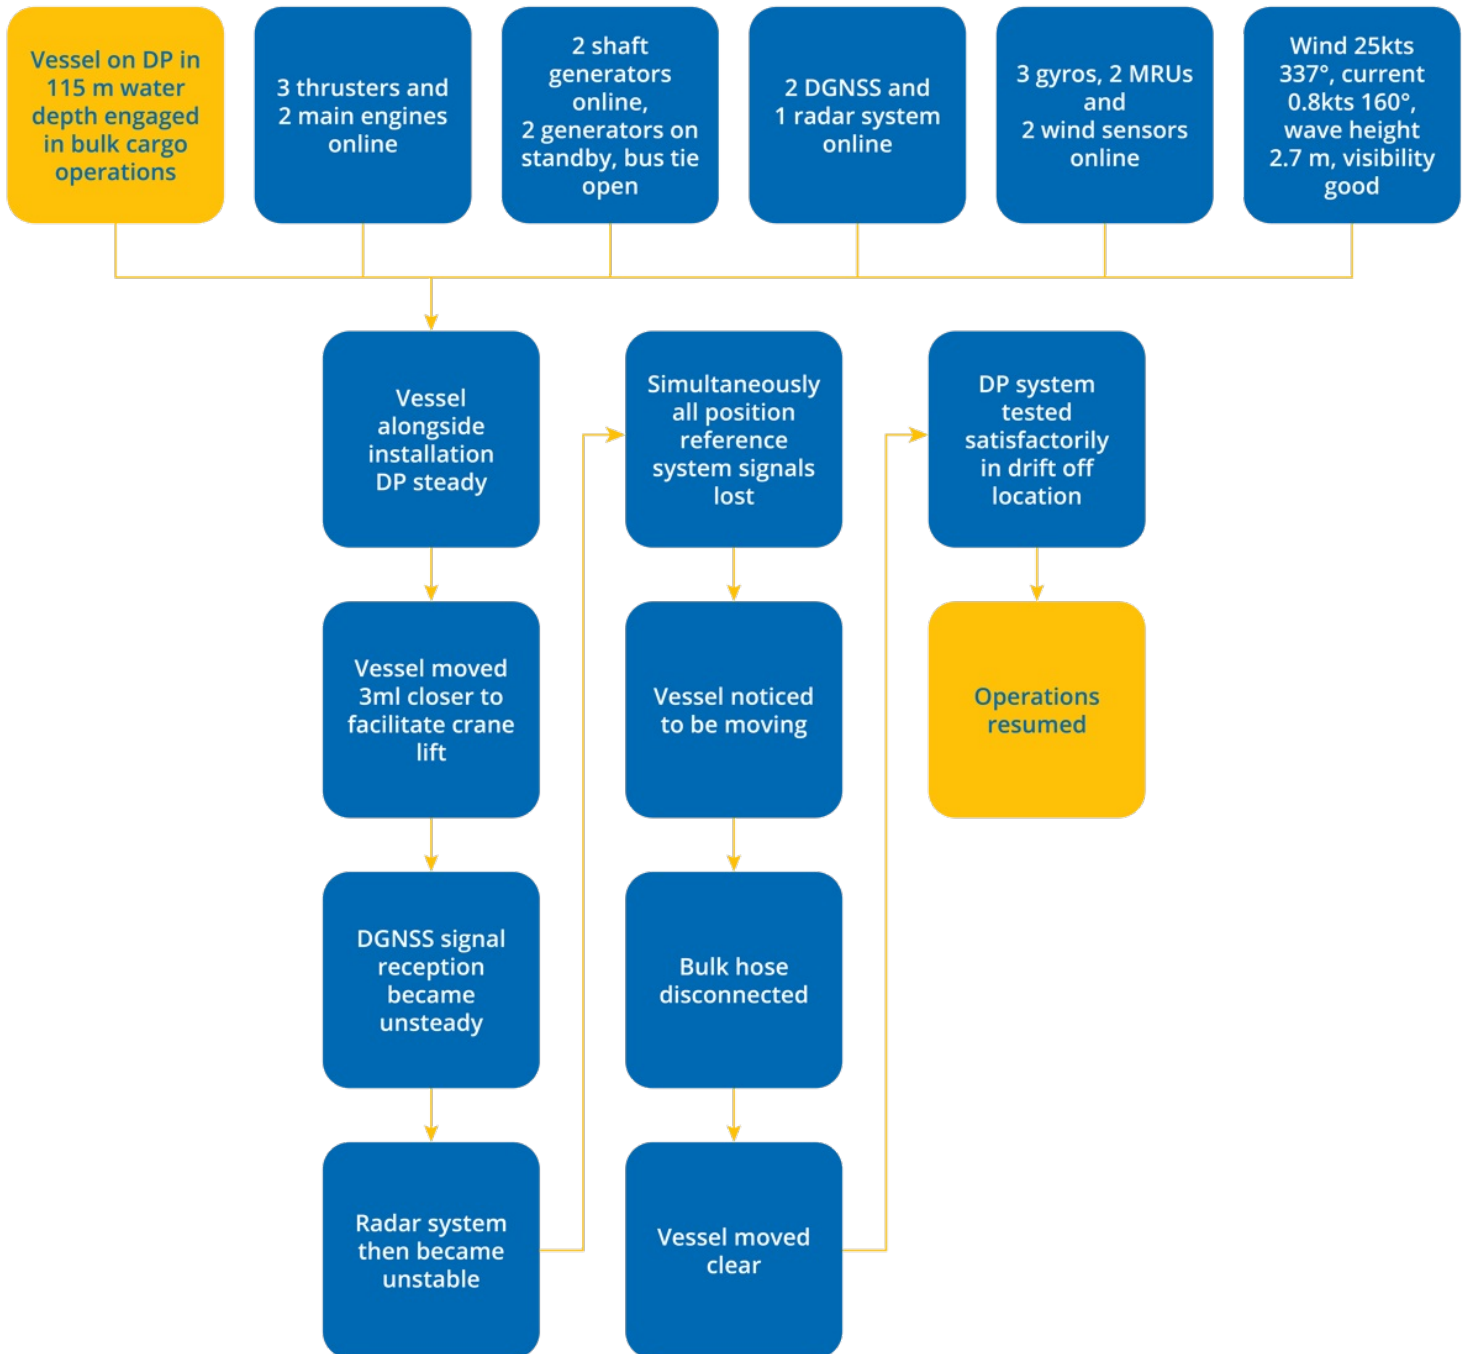 Vessel on DP in
115 m water
depth engaged
in bulk cargo
operations
3 thrusters and
2 main engines
online
2 shaft
generators
online,
2 generators on
standby, bus tie
open
2 DGNSS and
1 radar system
online
3 gyros, 2 MRUs
and
2 wind sensors
online
Wind 25kts
337°, current
0.8kts 160°,
wave height
2.7 m, visibility
good
Vessel
alongside
installation
DP steady
Vessel moved
3ml closer to
facilitate crane
lift
DGNSS signal
reception
became
unsteady
Radar system
then became
unstable
Simultaneously
all position
reference
system signals
lost
Vessel noticed
to be moving
Bulk hose
disconnected
Vessel moved
clear
DP system
tested
satisfactorily
in drift off
location
Operations
resumed